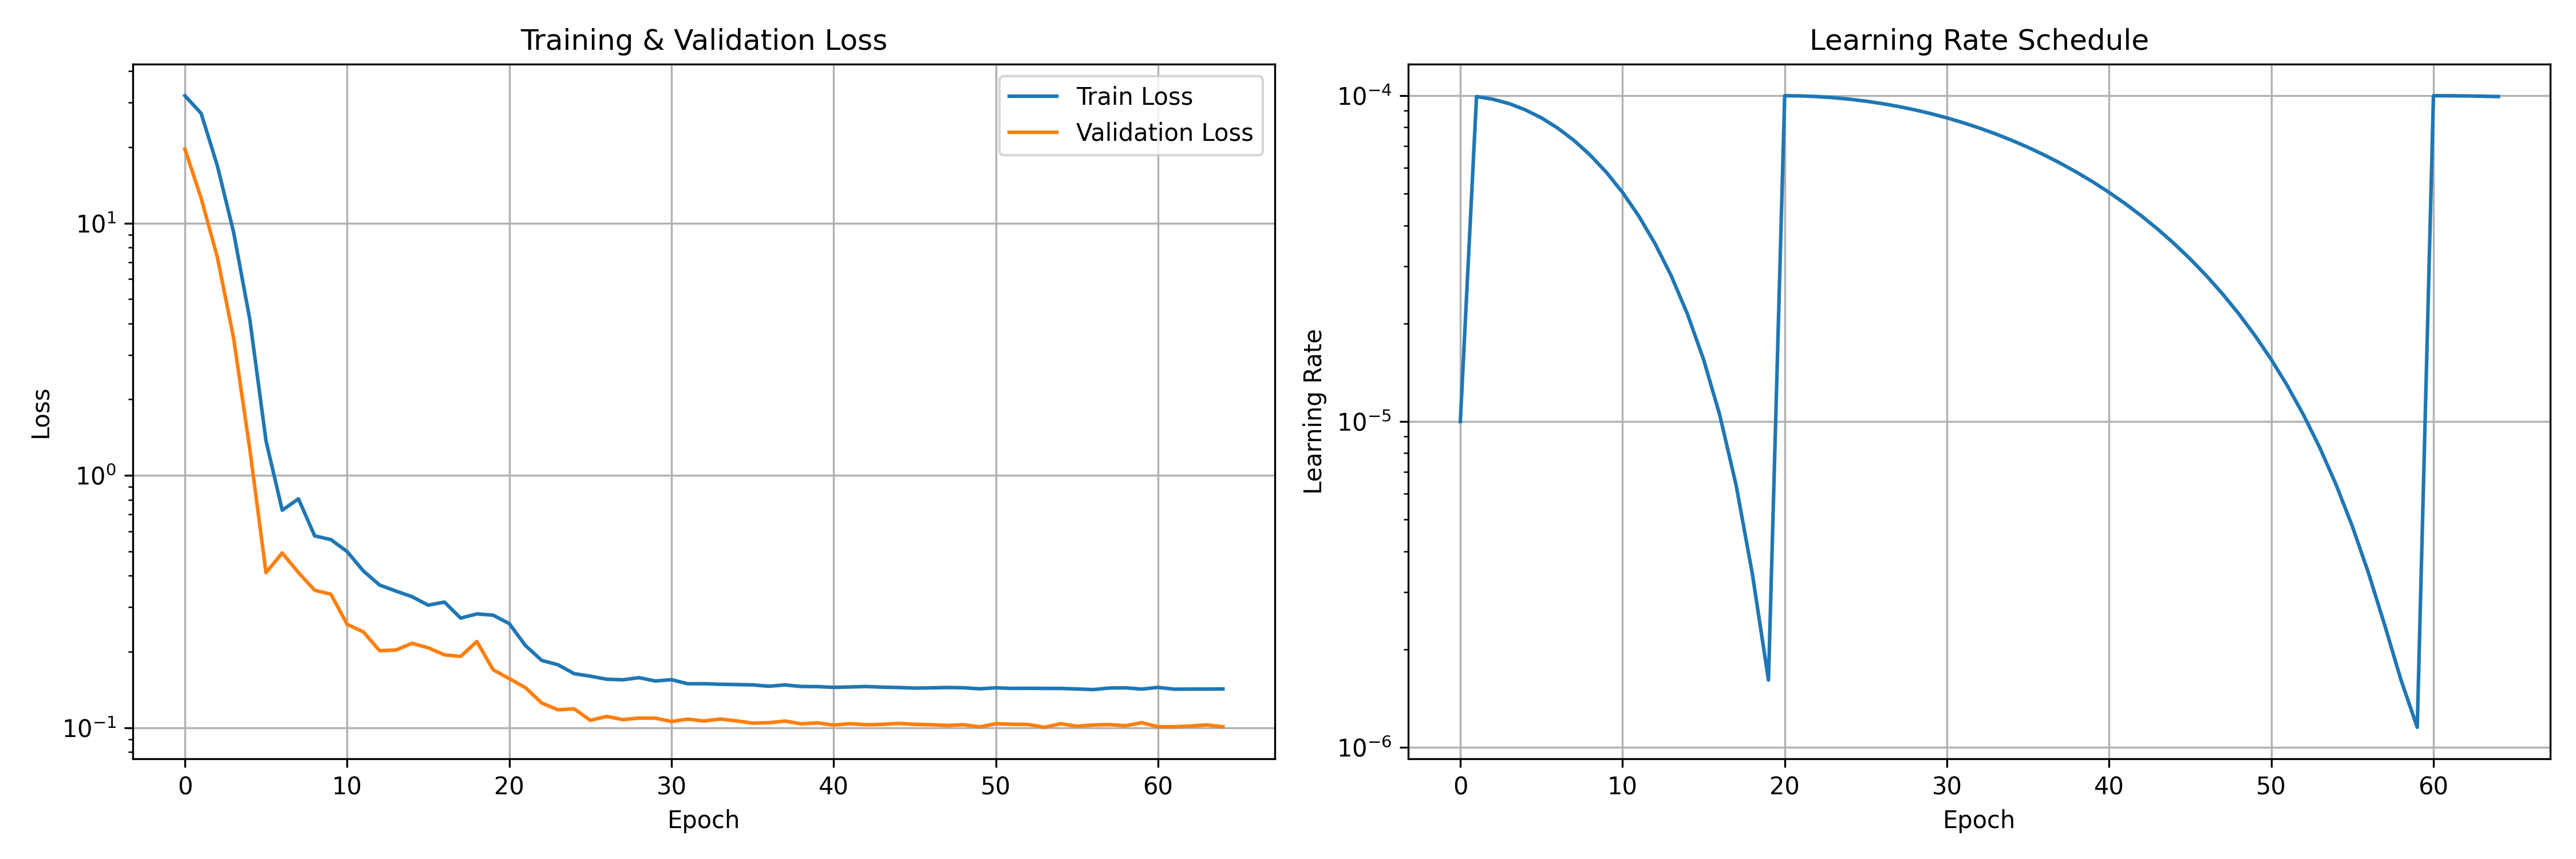 Training & Validation Loss
Train Loss
Validation Loss
10¹
10⁰
10⁻¹
Loss
0 10 20 30 40 50 60
Epoch
Learning Rate Schedule
10⁻⁴
10⁻⁵
10⁻⁶
Learning Rate
0 10 20 30 40 50 60
Epoch